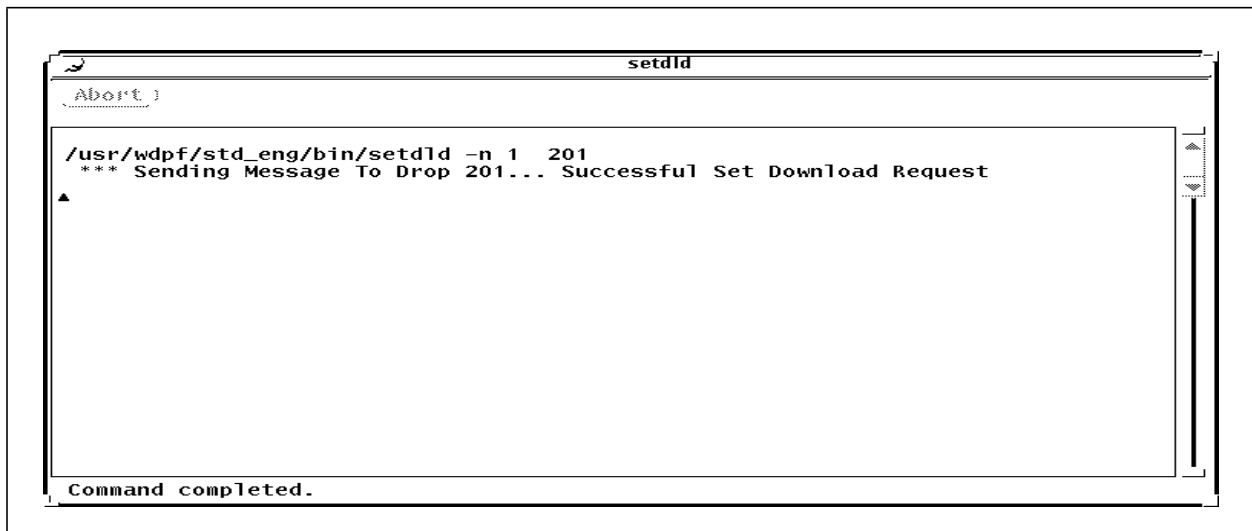 setdld
Abort
/usr/wdpf/std_eng/bin/setdld -n 1  201
*** Sending Message To Drop 201... Successful Set Download Request
Command completed.